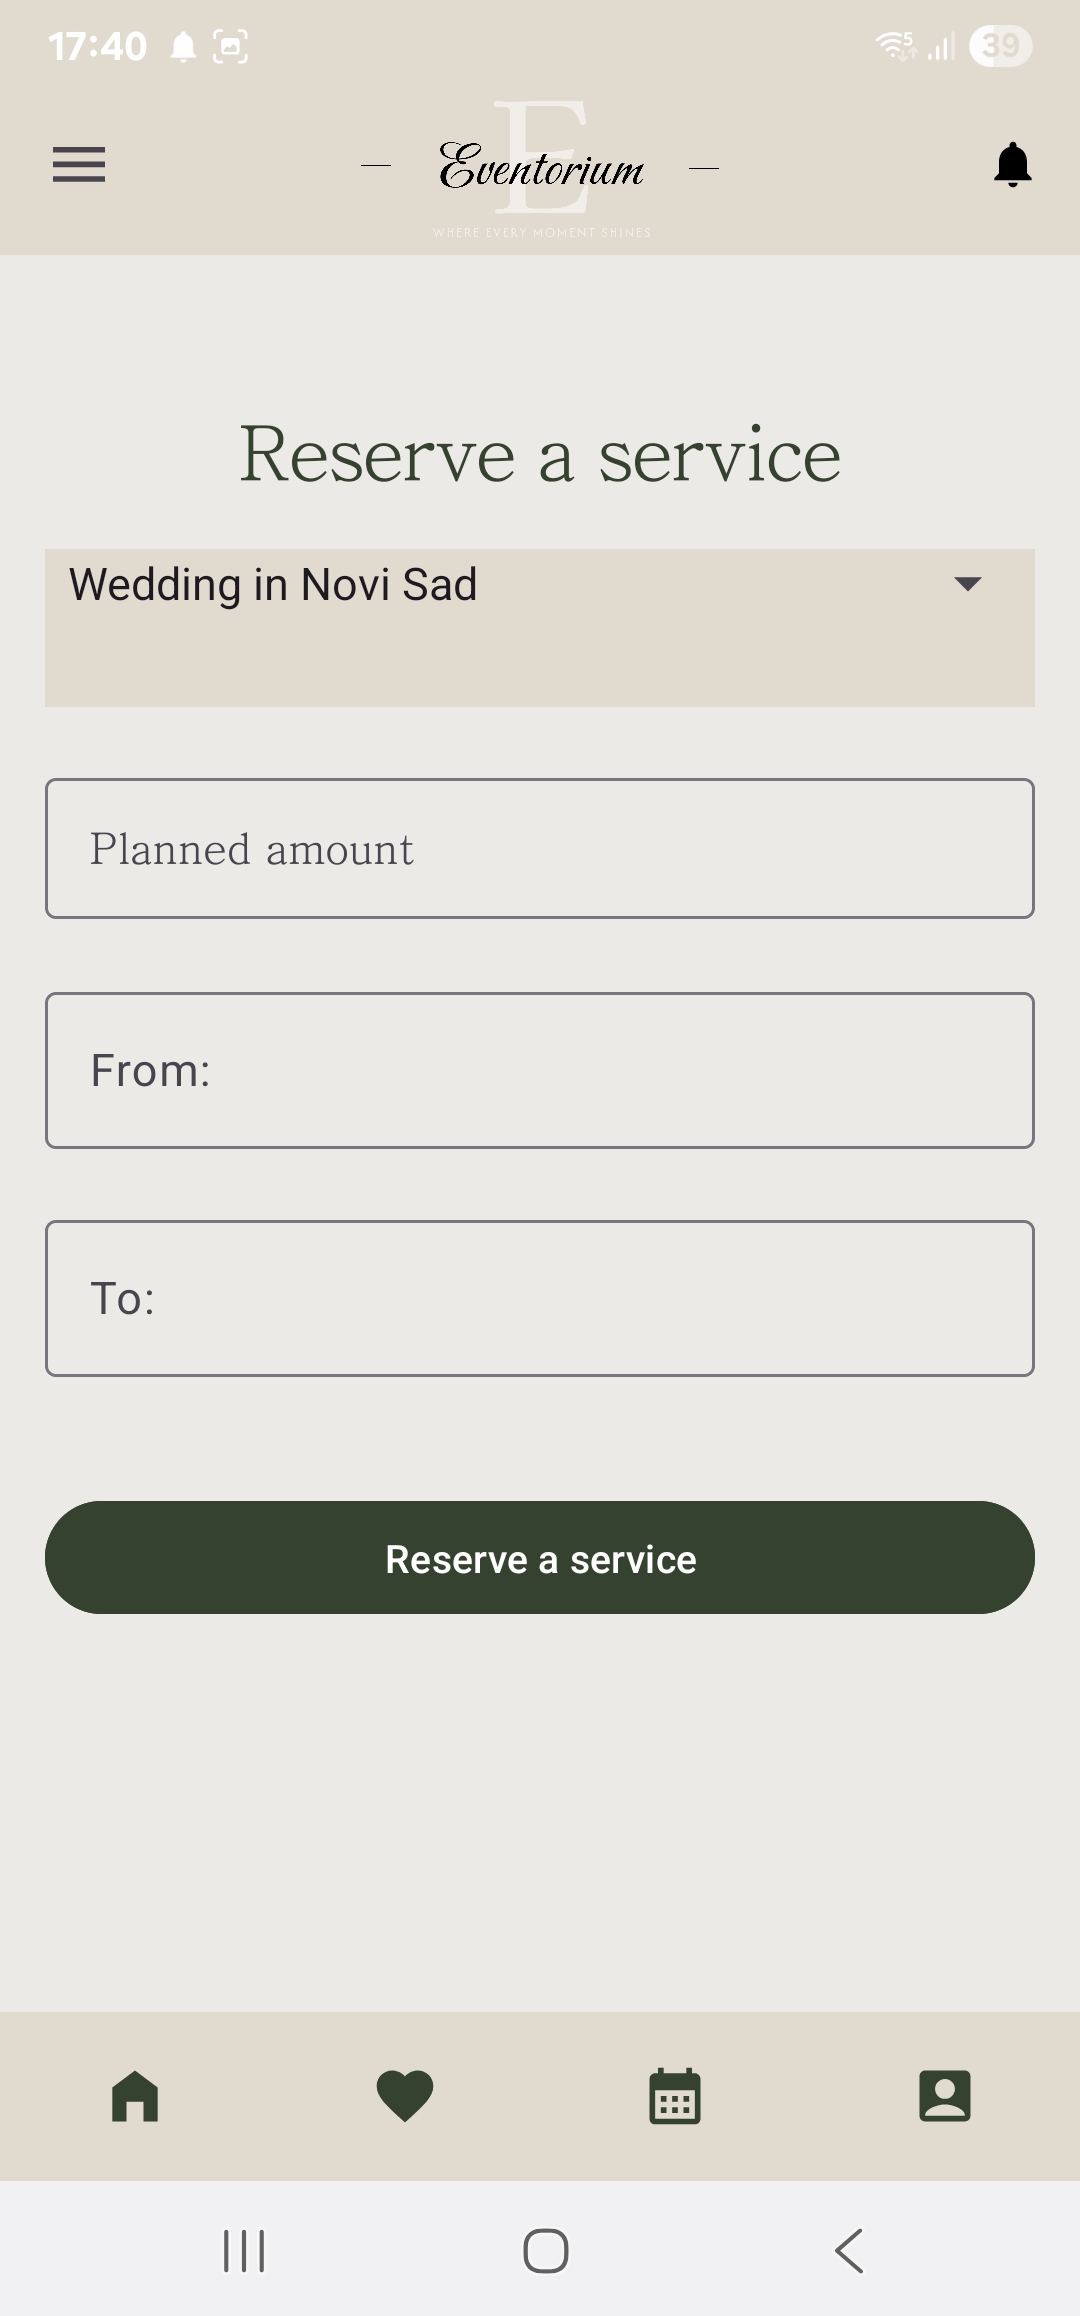 17:40
5
39
E
Eventorium
WHERE EVERY MOMENT SHINES
Reserve a service
Wedding in Novi Sad
Planned amount
From:
To:
Reserve a service